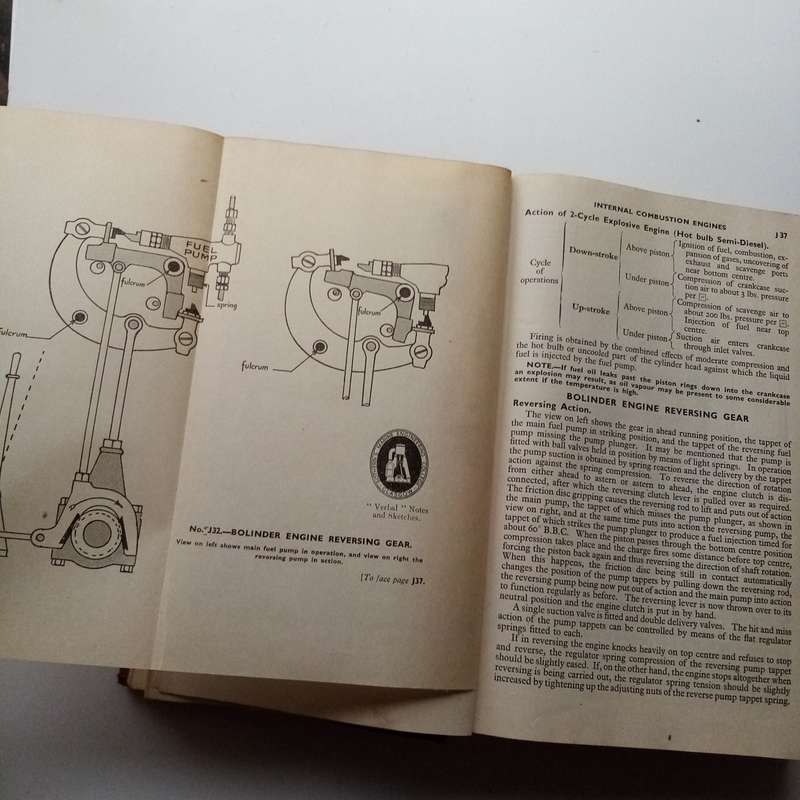 FUEL
PUMP
fulcrum
spring
fulcrum
fulcrum
fulcrum
"Verbal" Notes
and Sketches.
No. J32.—BOLINDER ENGINE REVERSING GEAR.
View on left shows main fuel pump in operation, and view on right the
reversing pump in action.
[To face page J37.
INTERNAL COMBUSTION ENGINES
J 37
Action of 2-Cycle Explosive Engine (Hot bulb Semi-Diesel).
Cycle
of
operations
Down-stroke
Above piston
Ignition of fuel, combustion, ex-
pansion of gases, uncovering of
exhaust and scavenge ports
near bottom centre.
Under piston
Compression of crankcase suc-
tion air to about 3 lbs. pressure
per □".
Up-stroke
Above piston
Compression of scavenge air to
about 200 lbs. pressure per □".
Injection of fuel near top
centre.
Under piston
Suction air enters crankcase
through inlet valves.
Firing is obtained by the combined effects of moderate compression and
the hot bulb or uncooled part of the cylinder head against which the liquid
fuel is injected by the fuel pump.
NOTE.—If fuel oil leaks past the piston rings down into the crankcase
an explosion may result, as oil vapour may be present to some considerable
extent if the temperature is high.
BOLINDER ENGINE REVERSING GEAR
Reversing Action.
The view on left shows the gear in ahead running position, the tappet of
the main fuel pump in striking position, and the tappet of the reversing fuel
pump missing the pump plunger. It may be mentioned that the pump is
fitted with ball valves held in position by means of light springs. In operation
the pump suction is obtained by spring reaction and the delivery by the tappet
action against the spring compression. To reverse the direction of rotation
from either ahead to astern or astern to ahead, the engine clutch is dis-
connected, after which the reversing clutch lever is pulled over as required.
The friction disc gripping causes the reversing rod to lift and puts out of action
the main pump, the tappet of which misses the pump plunger, as shown in
view on right, and at the same time puts into action the reversing pump, the
tappet of which strikes the pump plunger to produce a fuel injection timed for
about 60° B.B.C. When the piston passes through the bottom centre position
compression takes place and the charge fires some distance before top centre,
forcing the piston back again and thus reversing the direction of shaft rotation.
When this happens, the friction disc being still in contact automatically
changes the position of the pump tappets by pulling down the reversing rod,
the reversing pump being now put out of action and the main pump into action
to function regularly as before. The reversing lever is now thrown over to its
neutral position and the engine clutch is put in by hand.
A single suction valve is fitted and double delivery valves. The hit and miss
action of the pump tappets can be controlled by means of the flat regulator
springs fitted to each.
If in reversing the engine knocks heavily on top centre and refuses to stop
and reverse, the regulator spring compression of the reversing pump tappet
should be slightly eased. If, on the other hand, the engine stops altogether when
reversing is being carried out, the regulator spring tension should be slightly
increased by tightening up the adjusting nuts of the reverse pump tappet spring.